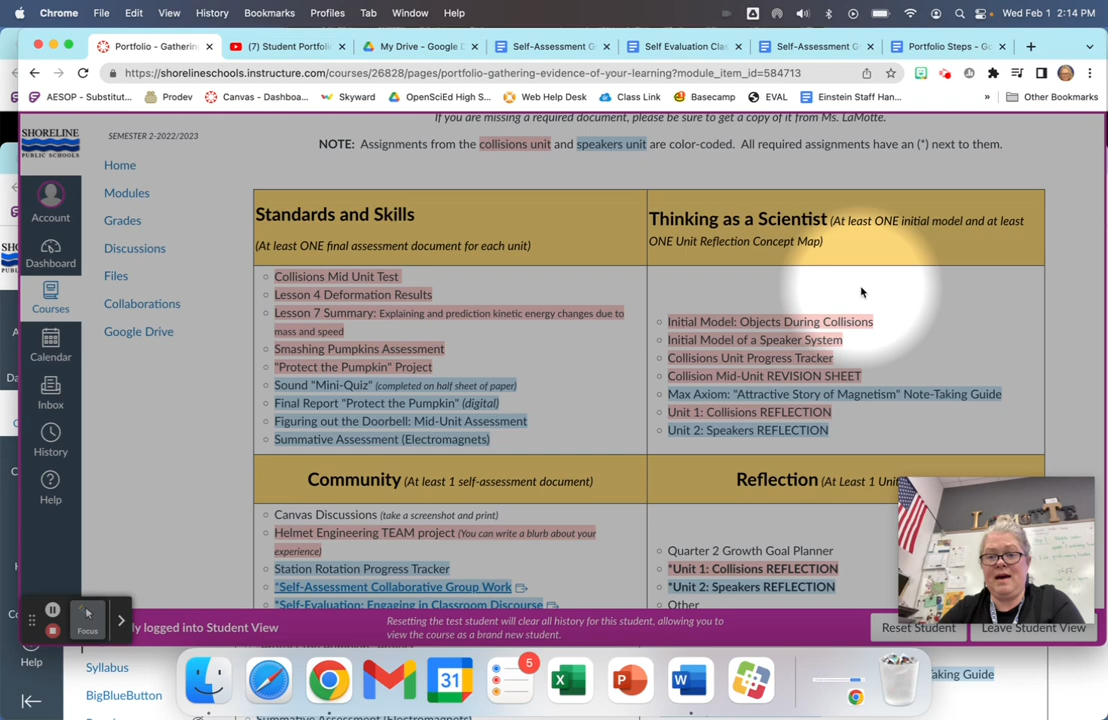 Chrome File Edit View History Bookmarks Profiles Tab Window Help Wed Feb 1 2:14 PM
Portfolio - Gatherin × (7) Student Portfoli × My Drive - Google D × Self-Assessment G × Self Evaluation Clas × Self-Assessment G × Portfolio Steps - Go ×
https://shorelineschools.instructure.com/courses/26828/pages/portfolio-gathering-evidence-of-your-learning?module_item_id=584713
AESOP - Substitut... Prodev Canvas - Dashboa... Skyward OpenSciEd High S... Web Help Desk Class Link Basecamp EVAL Einstein Staff Han... » Other Bookmarks
If you are missing a required document, please be sure to get a copy of it from Ms. LaMotte.
NOTE: Assignments from the collisions unit and speakers unit are color-coded. All required assignments have an (*) next to them.
SHORELINE
PUBLIC SCHOOLS
Account
Dashboard
Courses
Calendar
Inbox
History
Help
SEMESTER 2-2022/2023
Home
Modules
Grades
Discussions
Files
Collaborations
Google Drive
Standards and Skills
(At least ONE final assessment document for each unit)
Thinking as a Scientist (At least ONE initial model and at least
ONE Unit Reflection Concept Map)
Collisions Mid Unit Test
Lesson 4 Deformation Results
Lesson 7 Summary: Explaining and prediction kinetic energy changes due to
mass and speed
Smashing Pumpkins Assessment
"Protect the Pumpkin" Project
Sound "Mini-Quiz" (completed on half sheet of paper)
Final Report "Protect the Pumpkin" (digital)
Figuring out the Doorbell: Mid-Unit Assessment
Summative Assessment (Electromagnets)
Initial Model: Objects During Collisions
Initial Model of a Speaker System
Collisions Unit Progress Tracker
Collision Mid-Unit REVISION SHEET
Max Axiom: "Attractive Story of Magnetism" Note-Taking Guide
Unit 1: Collisions REFLECTION
Unit 2: Speakers REFLECTION
Community (At least 1 self-assessment document)
Reflection (At Least 1 Unit
Canvas Discussions (take a screenshot and print)
Helmet Engineering TEAM project (You can write a blurb about your
experience)
Station Rotation Progress Tracker
*Self-Assessment Collaborative Group Work
*Self-Evaluation: Engaging in Classroom Discourse
Quarter 2 Growth Goal Planner
*Unit 1: Collisions REFLECTION
*Unit 2: Speakers REFLECTION
Other
Focus
ly logged into Student View
Resetting the test student will clear all history for this student, allowing you to
view the course as a brand new student.
Reset Student
Leave Student View
Help
Syllabus
BigBlueButton
aking Guide
Summative Assessment (Electromagnets)
31
5